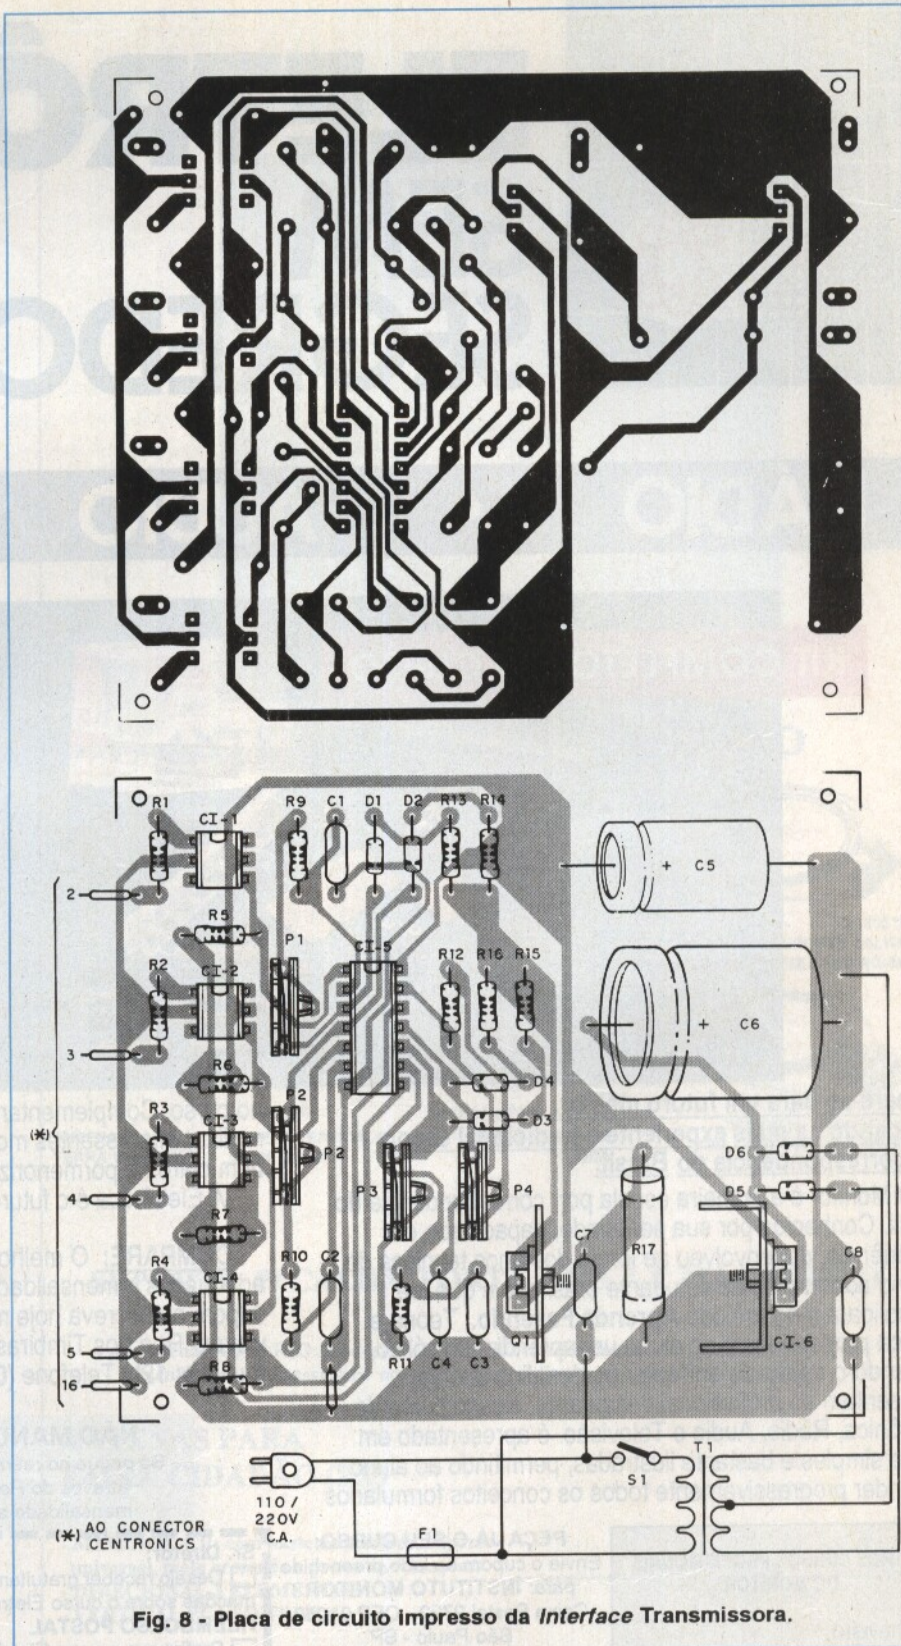 R1
CI-1
R9
C1
D1
D2
R13
R14
+ C5
2
R5
P1
CI-5
R2
CI-2
R12
R16
R15
+ C6
3
R6
P2
D4
D3
R3
CI-3
P2
(*)
P3
P4
D6
D5
4
R7
R4
CI-4
R10
C2
C7
R17
C8
5
R11
C4
C3
Q1
CI-6
16
R8
110 /
220V
C.A.
S1
T1
F1
(*) AO CONECTOR
CENTRONICS
Fig. 8 - Placa de circuito impresso da Interface Transmissora.